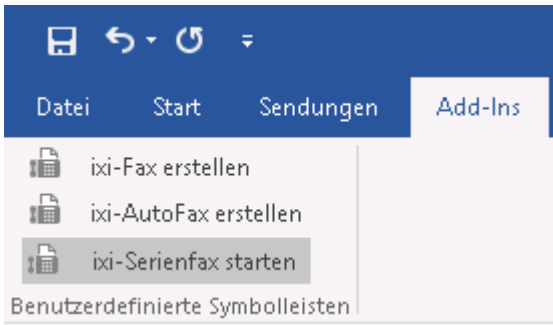 Datei Start Sendungen Add-Ins
ixi-Fax erstellen
ixi-AutoFax erstellen
ixi-Serienfax starten
Benutzerdefinierte Symbolleisten